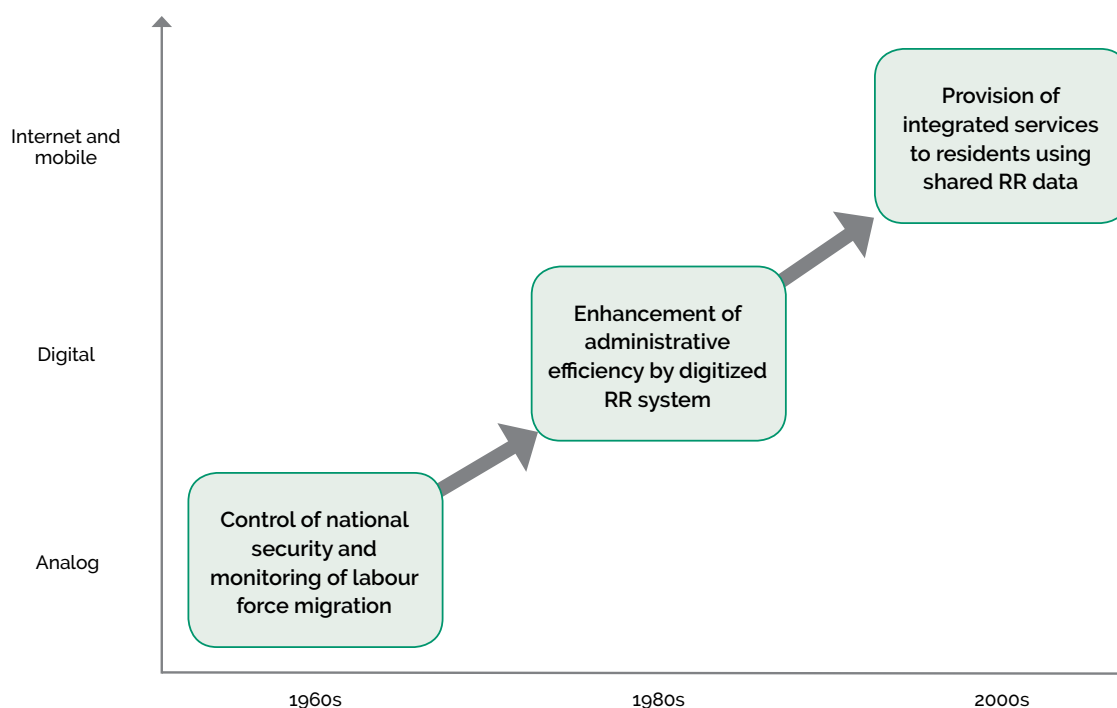 Provision of
integrated services
to residents using
shared RR data
Internet and
mobile
Enhancement of
administrative
efficiency by digitized
RR system
Digital
Control of national
security and
monitoring of labour
force migration
Analog
1960s
1980s
2000s